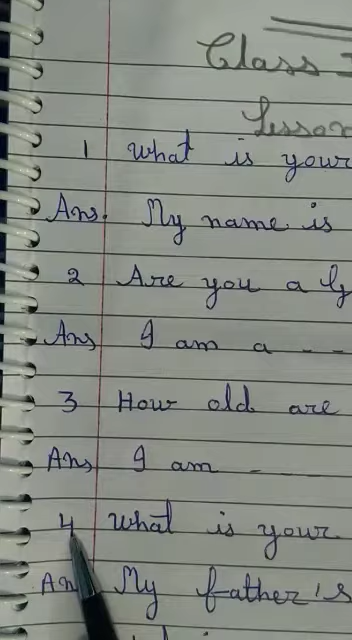 Class
Lesson
1 What is your
Ans. My name is
2 Are you a
Ans I am a - -
3 How old are
Ans I am -
4 What is your
An My father's